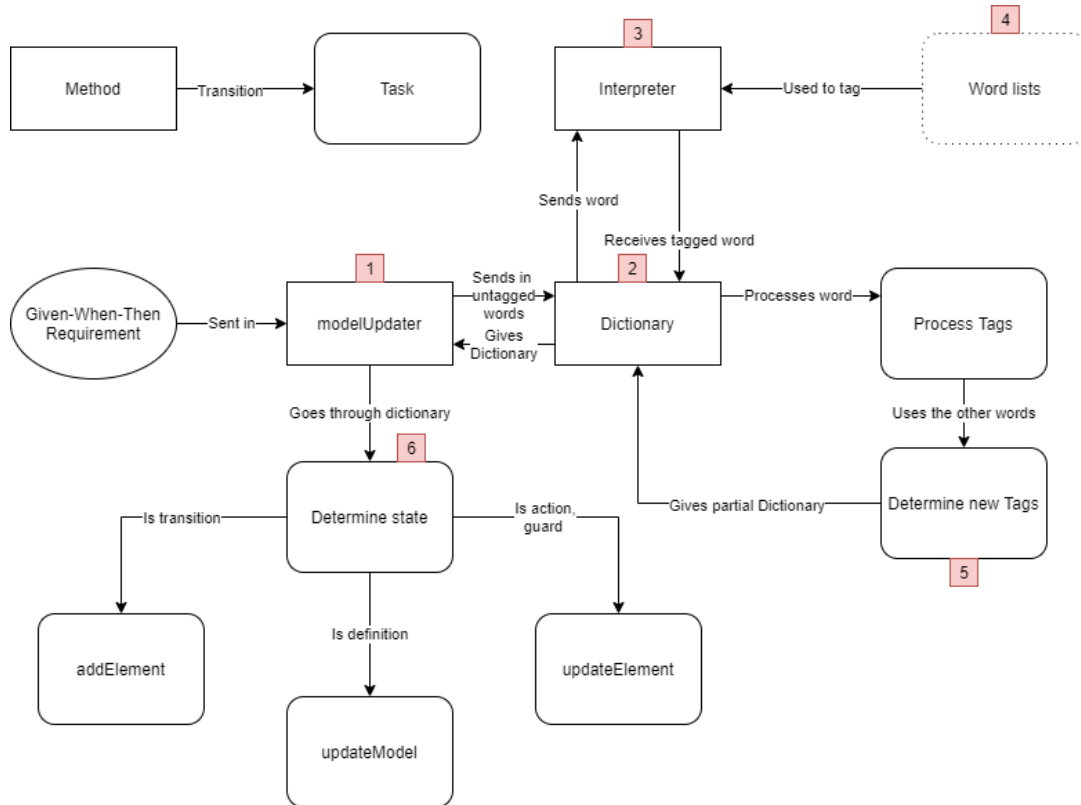 4
3
Method
Transition
Task
Interpreter
Used to tag
Word lists
Sends word
Receives tagged word
1
2
Sends in
untagged
words
Processes word
Given-When-Then
Requirement
Sent in
modelUpdater
Gives
Dictionary
Dictionary
Process Tags
Goes through dictionary
Uses the other words
6
Is transition
Determine state
Is action,
guard
Gives partial Dictionary
Determine new Tags
5
Is definition
addElement
updateElement
updateModel